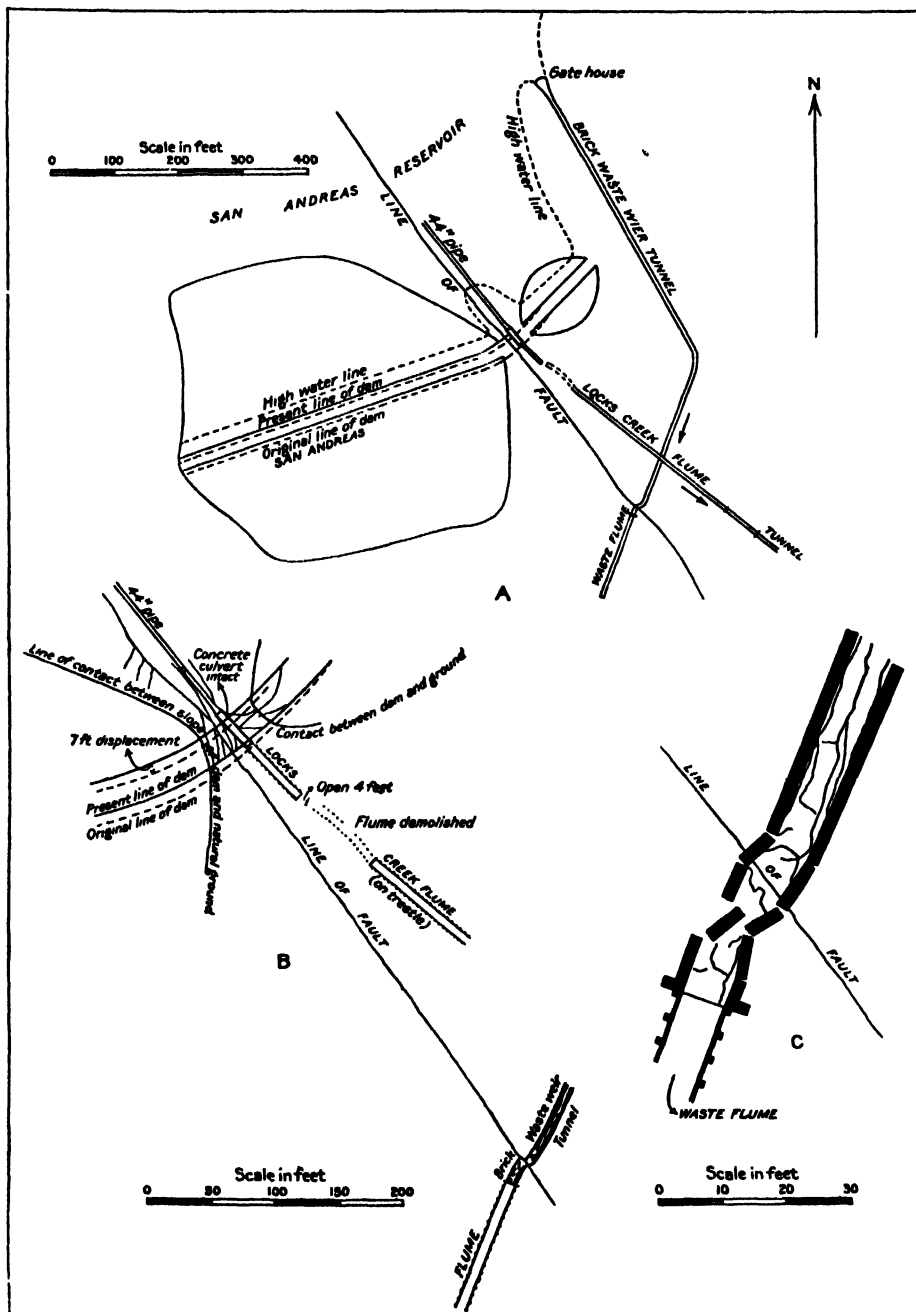 Gate house
N
Scale in feet
0 100 200 300 400
SAN ANDREAS RESERVOIR
High water line
BRICK WASTE WIER TUNNEL
44" pipe
LINE OF FAULT
High water line
Present line of dam
Original line of dam
SAN ANDREAS
LOCKS CREEK FLUME
TUNNEL
WASTE FLUME
A
44" pipe
Concrete
culvert
intact
Line of contact between slope of dam and natural ground
Contact between dam and ground
7ft displacement
Present line of dam
Original line of dam
LOCKS
Open 4 feet
Flume damolished
CREEK FLUME
(on trestle)
LINE OF FAULT
B
LINE OF FAULT
C
WASTE FLUME
Brick
Waste weir
Tunnel
FLUME
Scale in feet
0 50 100 150 200
Scale in feet
0 10 20 30